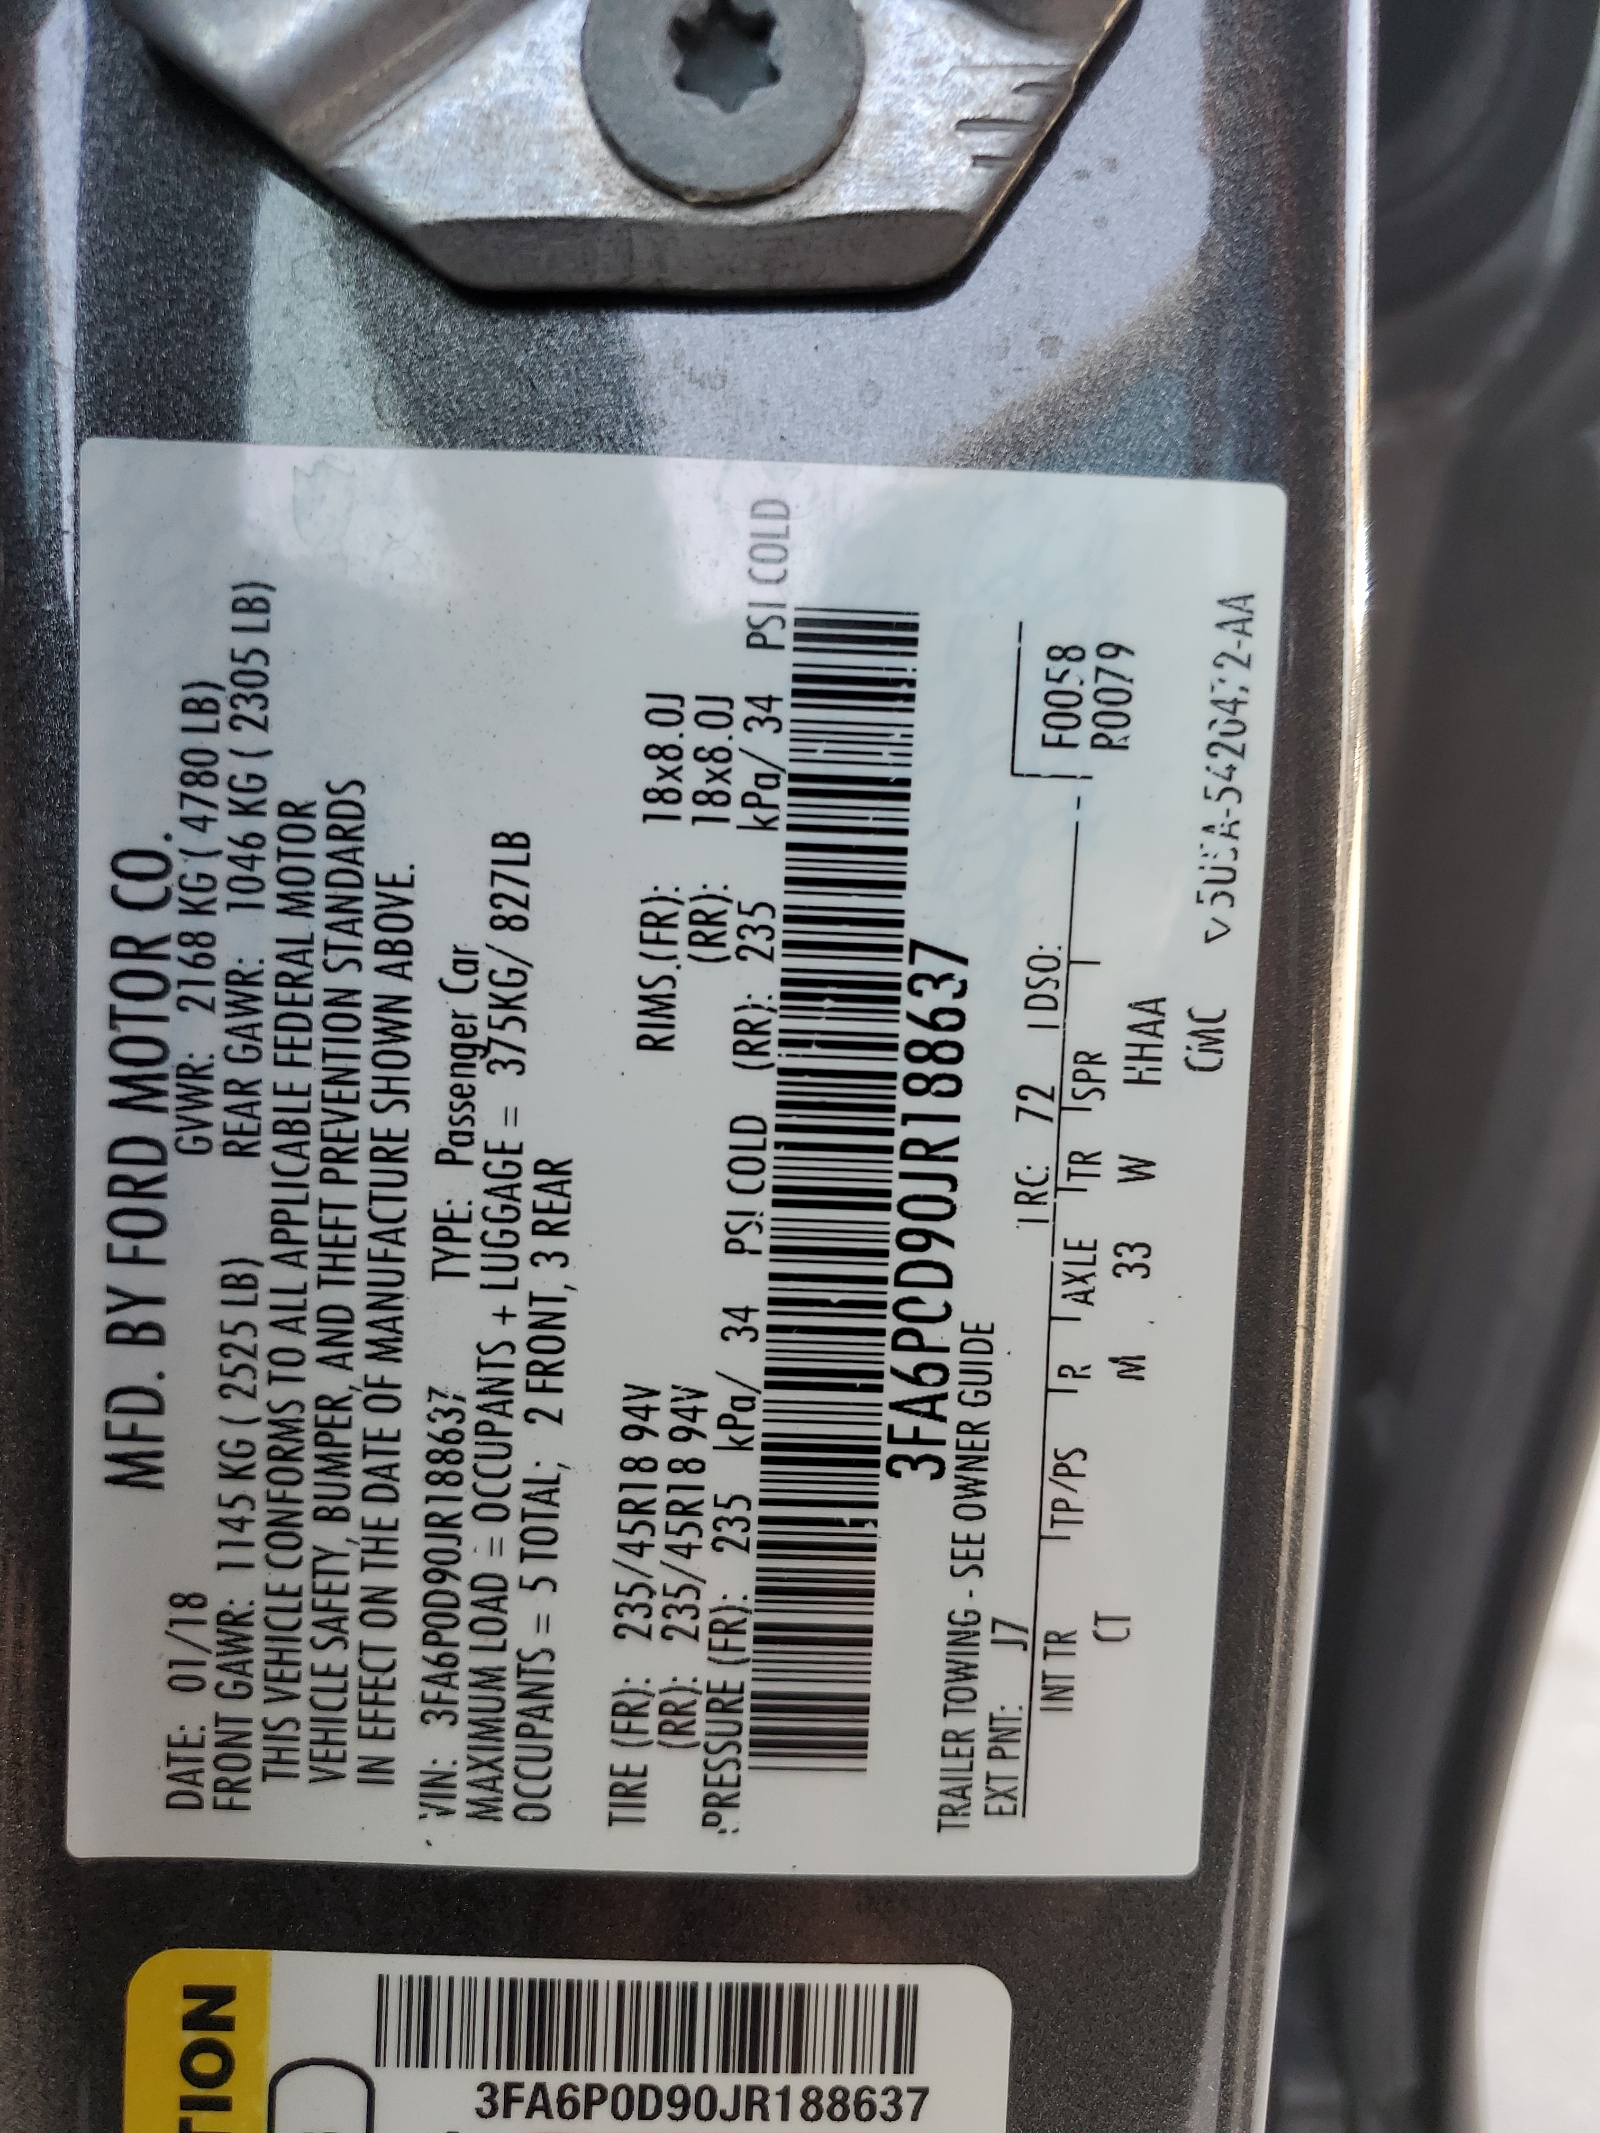 MFD. BY FORD MOTOR CO.
DATE: 01/18 GVWR: 2168 KG ( 4780 LB)
FRONT GAWR: 1145 KG ( 2525 LB) REAR GAWR: 1046 KG ( 2305 LB)
THIS VEHICLE CONFORMS TO ALL APPLICABLE FEDERAL MOTOR
VEHICLE SAFETY, BUMPER, AND THEFT PREVENTION STANDARDS
IN EFFECT ON THE DATE OF MANUFACTURE SHOWN ABOVE.
VIN: 3FA6P0D90JR188637 TYPE: Passenger Car
MAXIMUM LOAD = OCCUPANTS + LUGGAGE = 375KG/ 827LB
OCCUPANTS = 5 TOTAL; 2 FRONT, 3 REAR
TIRE (FR): 235/45R18 94V RIMS (FR): 18x8.0J
(RR): 235/45R18 94V (RR): 18x8.0J
PRESSURE (FR): 235 kPa/ 34 PSI COLD (RR): 235 kPa/ 34 PSI COLD
3FA6P0D90JR188637
TRAILER TOWING - SEE OWNER GUIDE
EXT PNT: J7 RC: 72 DSO:
INT TR TP/PS R AXLE TR SPR F0058
CT M 33 W HHAA R0079
CMC
TION
3FA6P0D90JR188637